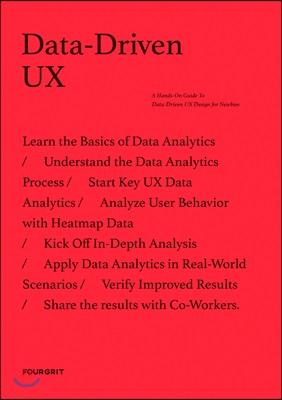 Data-Driven
UX
A Hands-On Guide To
Data Driven UX Design for Newbies
Learn the Basics of Data Analytics
/ Understand the Data Analytics
Process / Start Key UX Data
Analytics / Analyze User Behavior
with Heatmap Data
/ Kick Off In-Depth Analysis
/ Apply Data Analytics in Real-World
Scenarios / Verify Improved Results
/ Share the results with Co-Workers.
FOURGRIT